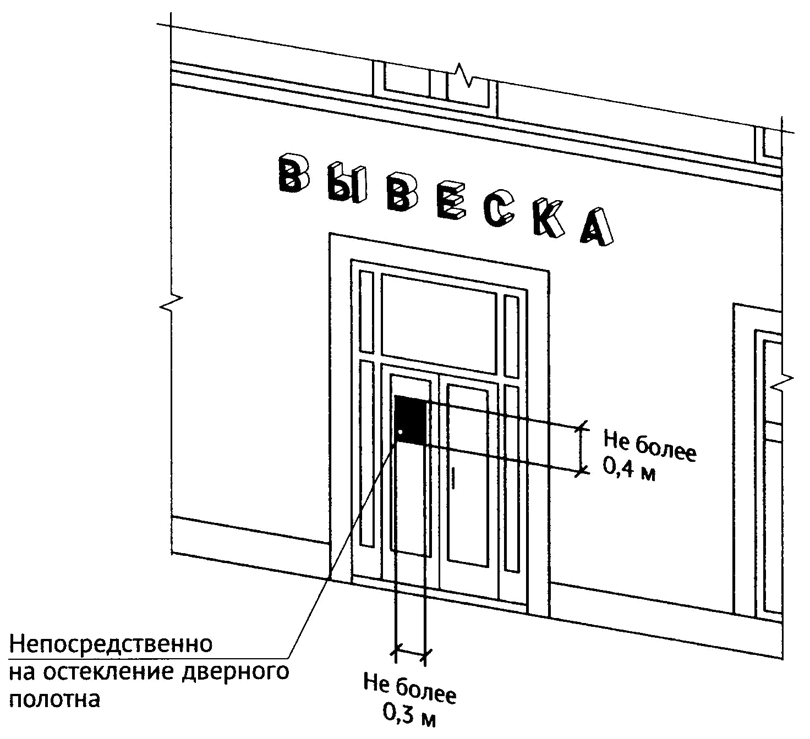 ВЫВЕСКА
Не более
0,4 м
Непосредственно
на остекление дверного
полотна
Не более
0,3 м